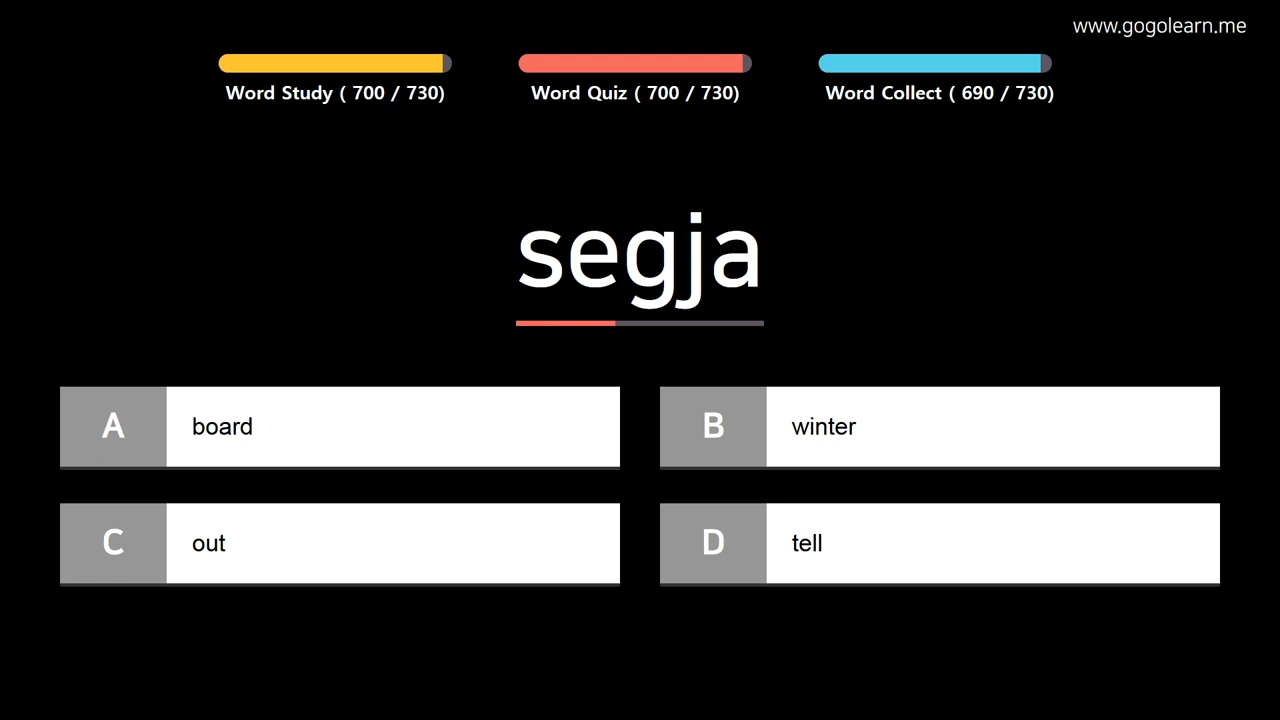 www.gogolearn.me
Word Study ( 700 / 730)
Word Quiz ( 700 / 730)
Word Collect ( 690 / 730)
segja
A board
B winter
C out
D tell